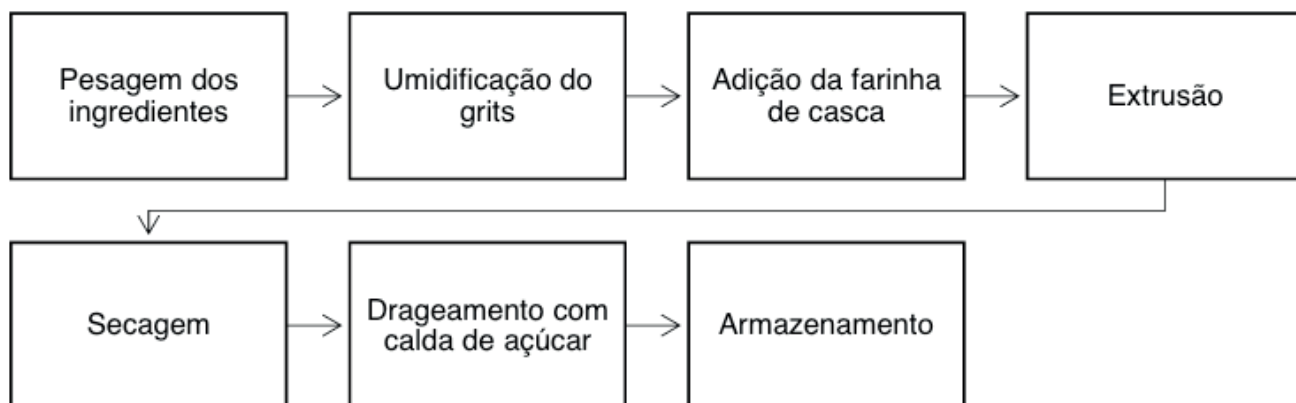 Pesagem dos
ingredientes
Umidificação do
grits
Adição da farinha
de casca
Extrusão
Secagem
Drageamento com
calda de açúcar
Armazenamento